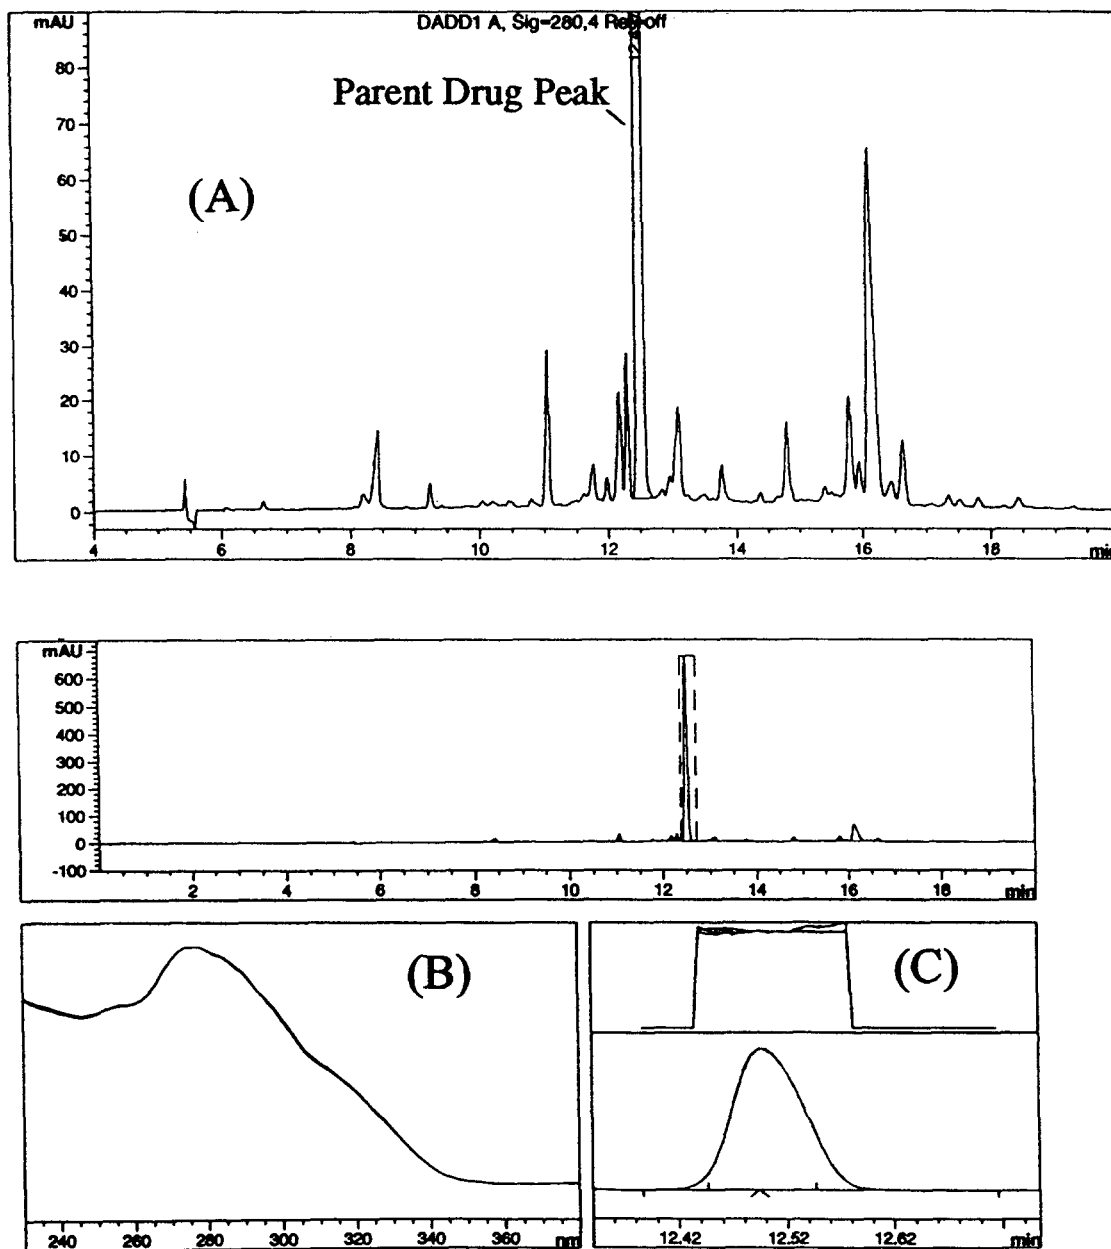 mAU
DADD1 A, Sig=280,4 Ref=off
80
Parent Drug Peak
70
(A)
60
50
40
30
20
10
0
4 6 8 10 12 14 16 18 min
mAU
600
500
400
300
200
100
0
-100
2 4 6 8 10 12 14 16 18 min
(B)
(C)
240 260 280 300 320 340 360 nm
12.42 12.52 12.62 min